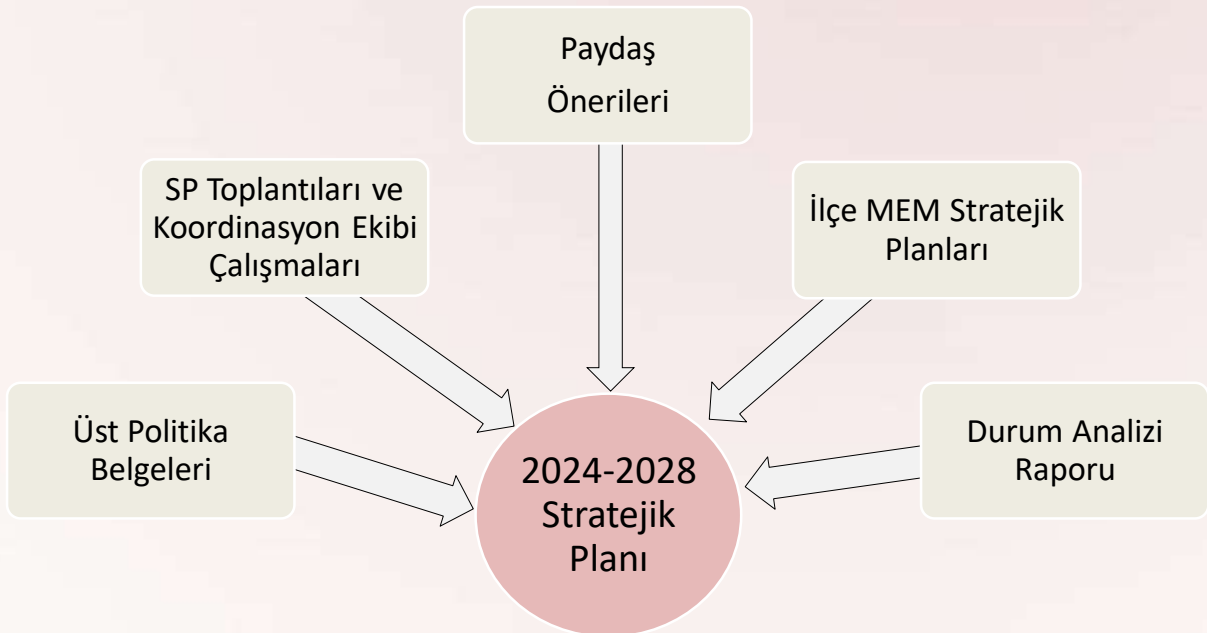 Paydaş
Önerileri
SP Toplantıları ve
Koordinasyon Ekibi
Çalışmaları
İlçe MEM Stratejik
Planları
Üst Politika
Belgeleri
2024-2028
Stratejik
Planı
Durum Analizi
Raporu